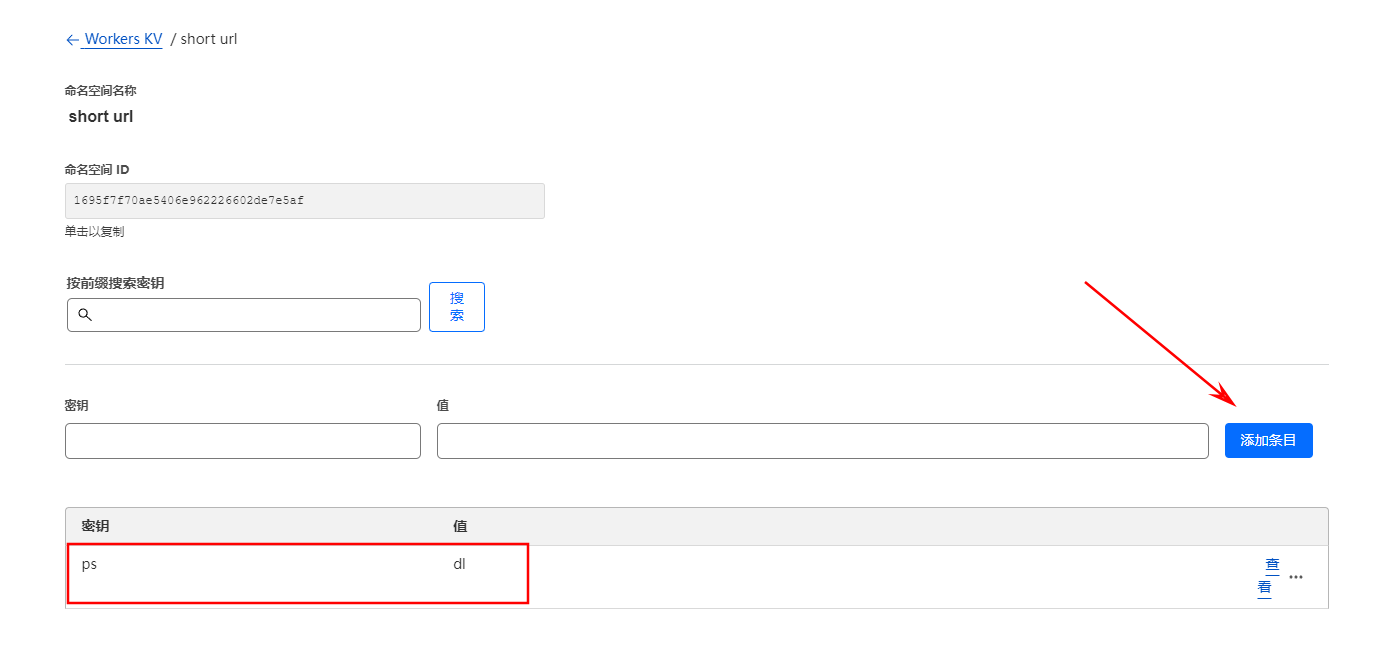 ← Workers KV / short url
命名空间名称
short url
命名空间 ID
1695f7f70ae5406e962226602de7e5af
单击以复制
按前缀搜索密钥
搜
索
密钥 值
添加条目
密钥 值
ps dl 查
看 ...